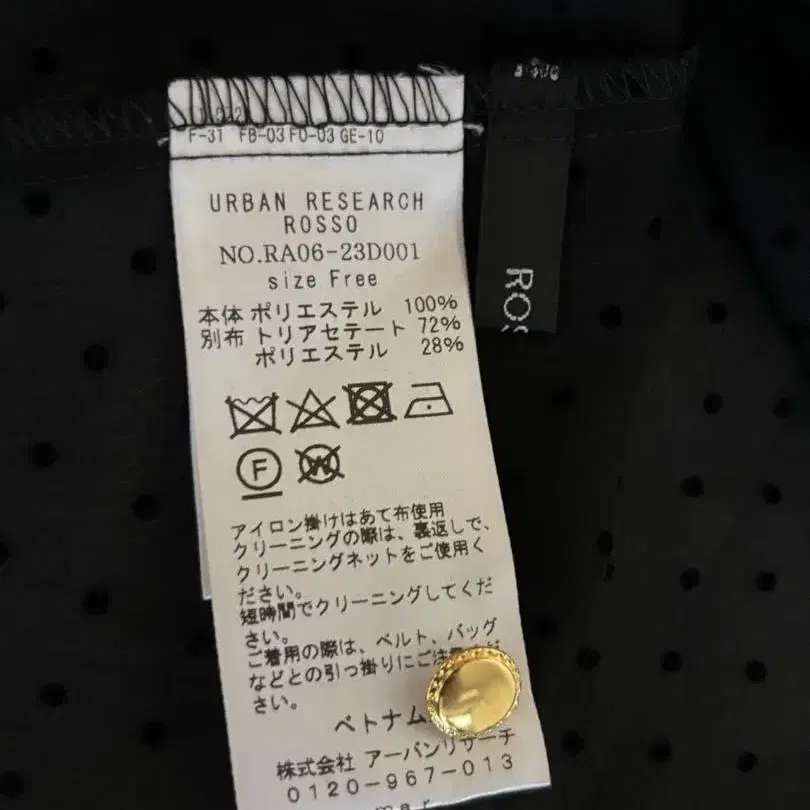 F-31 FB-03 FO-03 GE-10
URBAN RESEARCH
ROSSO
NO.RA06-23D001
size Free
本体 ポリエステル 100%
別布 トリアセテート 72%
ポリエステル 28%
F
W
アイロン掛けはあて布使用
クリーニングの際は、裏返しで、
クリーニングネットをご使用く
ださい。
短時間でクリーニングしてくだ
さい。
ご着用の際は、ベルト、バッグ
などとの引っ掛りにご注意くだ
さい。
ベトナム
株式会社 アーバンリサーチ
0120-967-013
ROS